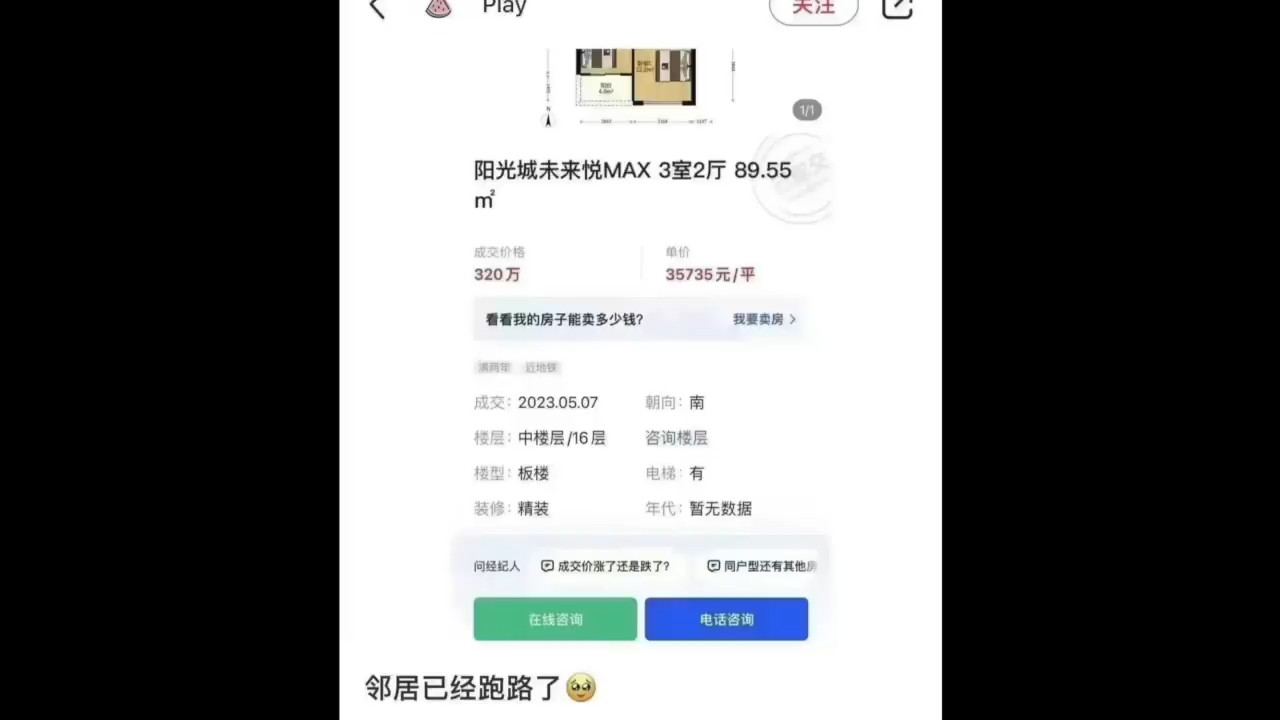 Play
关注
1/1
阳光城未来悦MAX 3室2厅 89.55
㎡
成交价格
单价
320万
35735元/平
看看我的房子能卖多少钱?
我要卖房
满两年 近地铁
成交: 2023.05.07
朝向: 南
楼层: 中楼层/16层
咨询楼层
楼型: 板楼
电梯: 有
装修: 精装
年代: 暂无数据
问经纪人
成交价涨了还是跌了?
同户型还有其他房
在线咨询
电话咨询
邻居已经跑路了